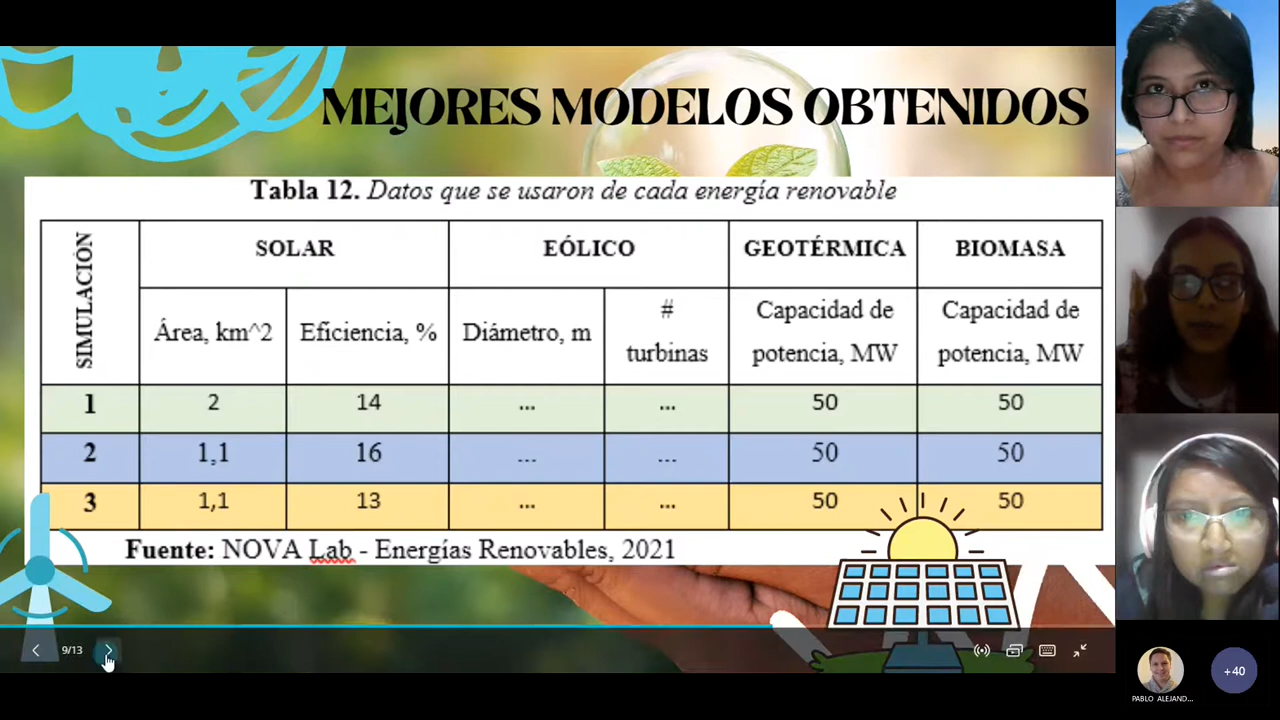 MEJORES MODELOS OBTENIDOS
Tabla 12. Datos que se usaron de cada energía renovable
SIMULACIÓN
SOLAR
EÓLICO
GEOTÉRMICA
BIOMASA
Área, km^2
Eficiencia, %
Diámetro, m
#
turbinas
Capacidad de
potencia, MW
Capacidad de
potencia, MW
1 2 14 ... ... 50 50
2 1,1 16 ... ... 50 50
3 1,1 13 ... ... 50 50
Fuente: NOVA Lab - Energías Renovables, 2021
9/13
PABLO ALEJAND...
+40